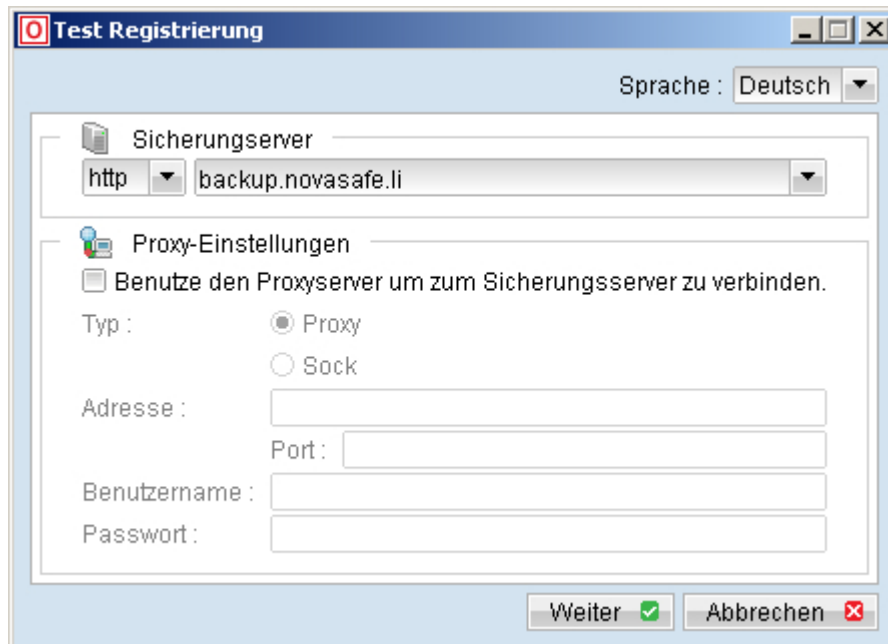 O Test Registrierung
Sprache : Deutsch
Sicherungserver
http backup.novasafe.li
Proxy-Einstellungen
Benutze den Proxyserver um zum Sicherungsserver zu verbinden.
Typ : Proxy
Sock
Adresse :
Port :
Benutzername :
Passwort :
Weiter Abbrechen